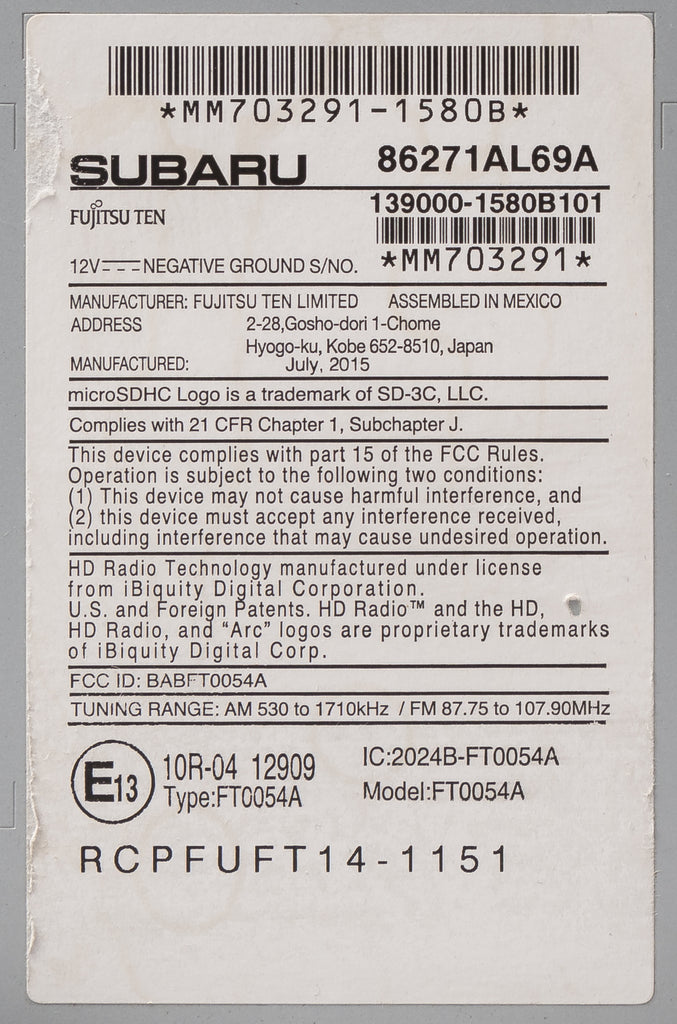 *MM703291-1580B*
SUBARU 86271AL69A
FUJITSU TEN 139000-1580B101
12V--- NEGATIVE GROUND S/NO. *MM703291*
MANUFACTURER: FUJITSU TEN LIMITED ASSEMBLED IN MEXICO
ADDRESS 2-28,Gosho-dori 1-Chome
Hyogo-ku, Kobe 652-8510, Japan
MANUFACTURED: July, 2015
microSDHC Logo is a trademark of SD-3C, LLC.
Complies with 21 CFR Chapter 1, Subchapter J.
This device complies with part 15 of the FCC Rules.
Operation is subject to the following two conditions:
(1) This device may not cause harmful interference, and
(2) this device must accept any interference received,
including interference that may cause undesired operation.
HD Radio Technology manufactured under license
from iBiquity Digital Corporation.
U.S. and Foreign Patents. HD Radio™ and the HD,
HD Radio, and “Arc” logos are proprietary trademarks
of iBiquity Digital Corp.
FCC ID: BABFT0054A
TUNING RANGE: AM 530 to 1710kHz / FM 87.75 to 107.90MHz
E13 10R-04 12909 IC:2024B-FT0054A
Type:FT0054A Model:FT0054A
RCPFUFT14-1151